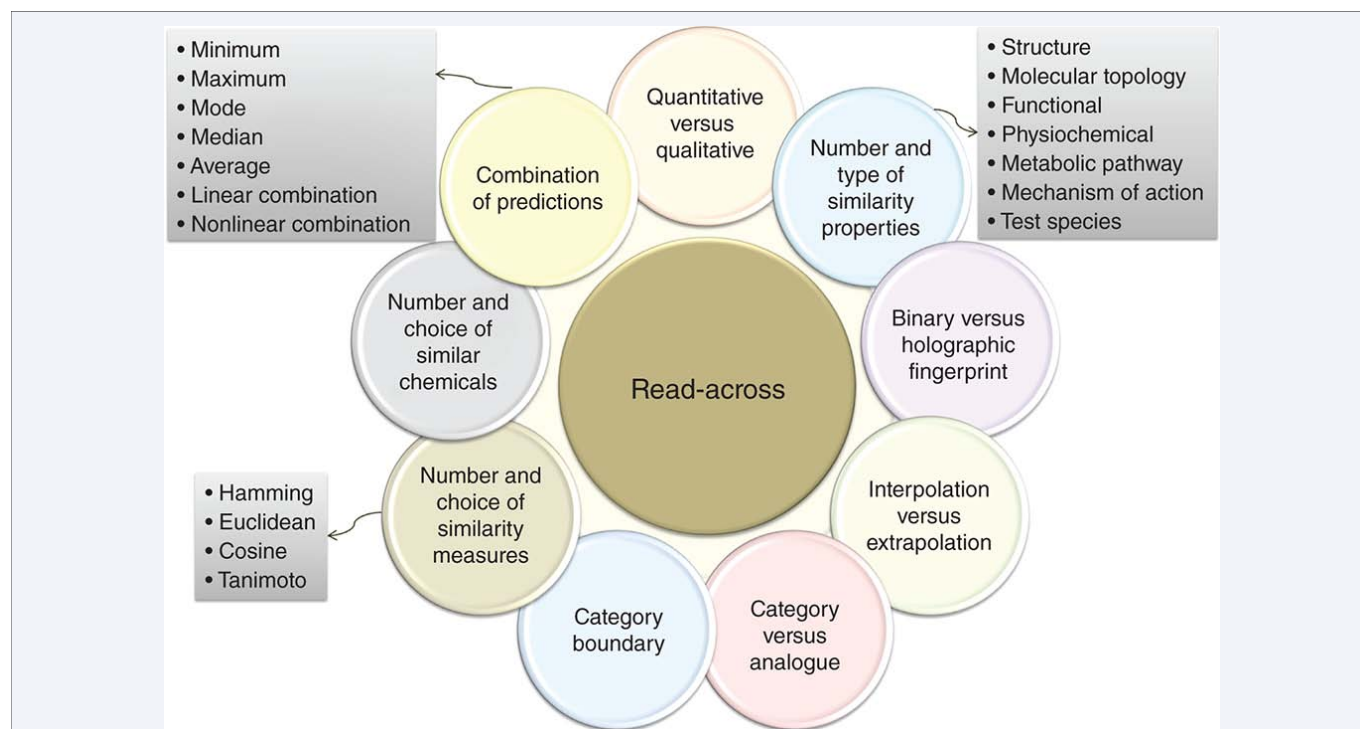 • Minimum
• Maximum
• Mode
• Median
• Average
• Linear combination
• Nonlinear combination
Quantitative
versus
qualitative
• Structure
• Molecular topology
• Functional
• Physiochemical
• Metabolic pathway
• Mechanism of action
• Test species
Combination
of predictions
Number and
type of
similarity
properties
Number and
choice of
similar
chemicals
Read-across
Binary versus
holographic
fingerprint
• Hamming
• Euclidean
• Cosine
• Tanimoto
Number and
choice of
similarity
measures
Interpolation
versus
extrapolation
Category
boundary
Category
versus
analogue